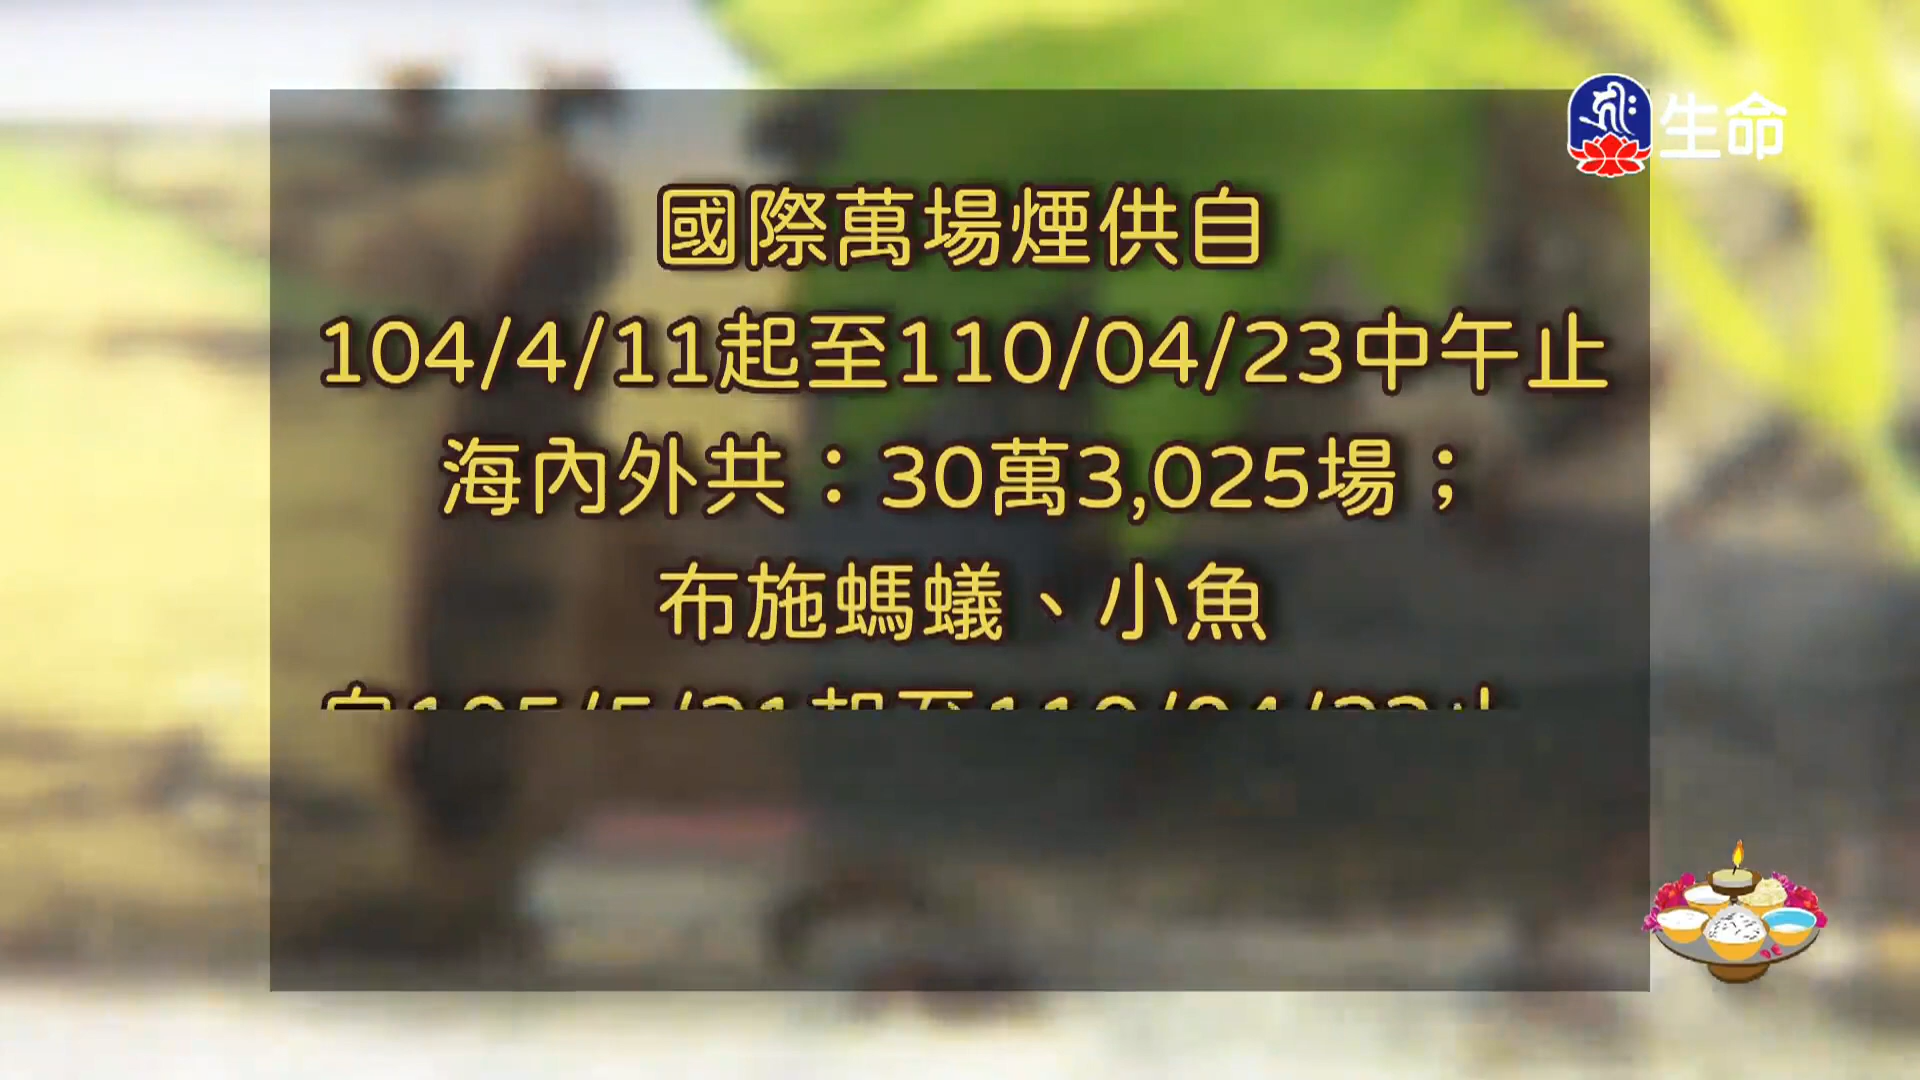 生命
國際萬場煙供自
104/4/11起至110/04/23中午止
海內外共：30萬3,025場；
布施螞蟻、小魚